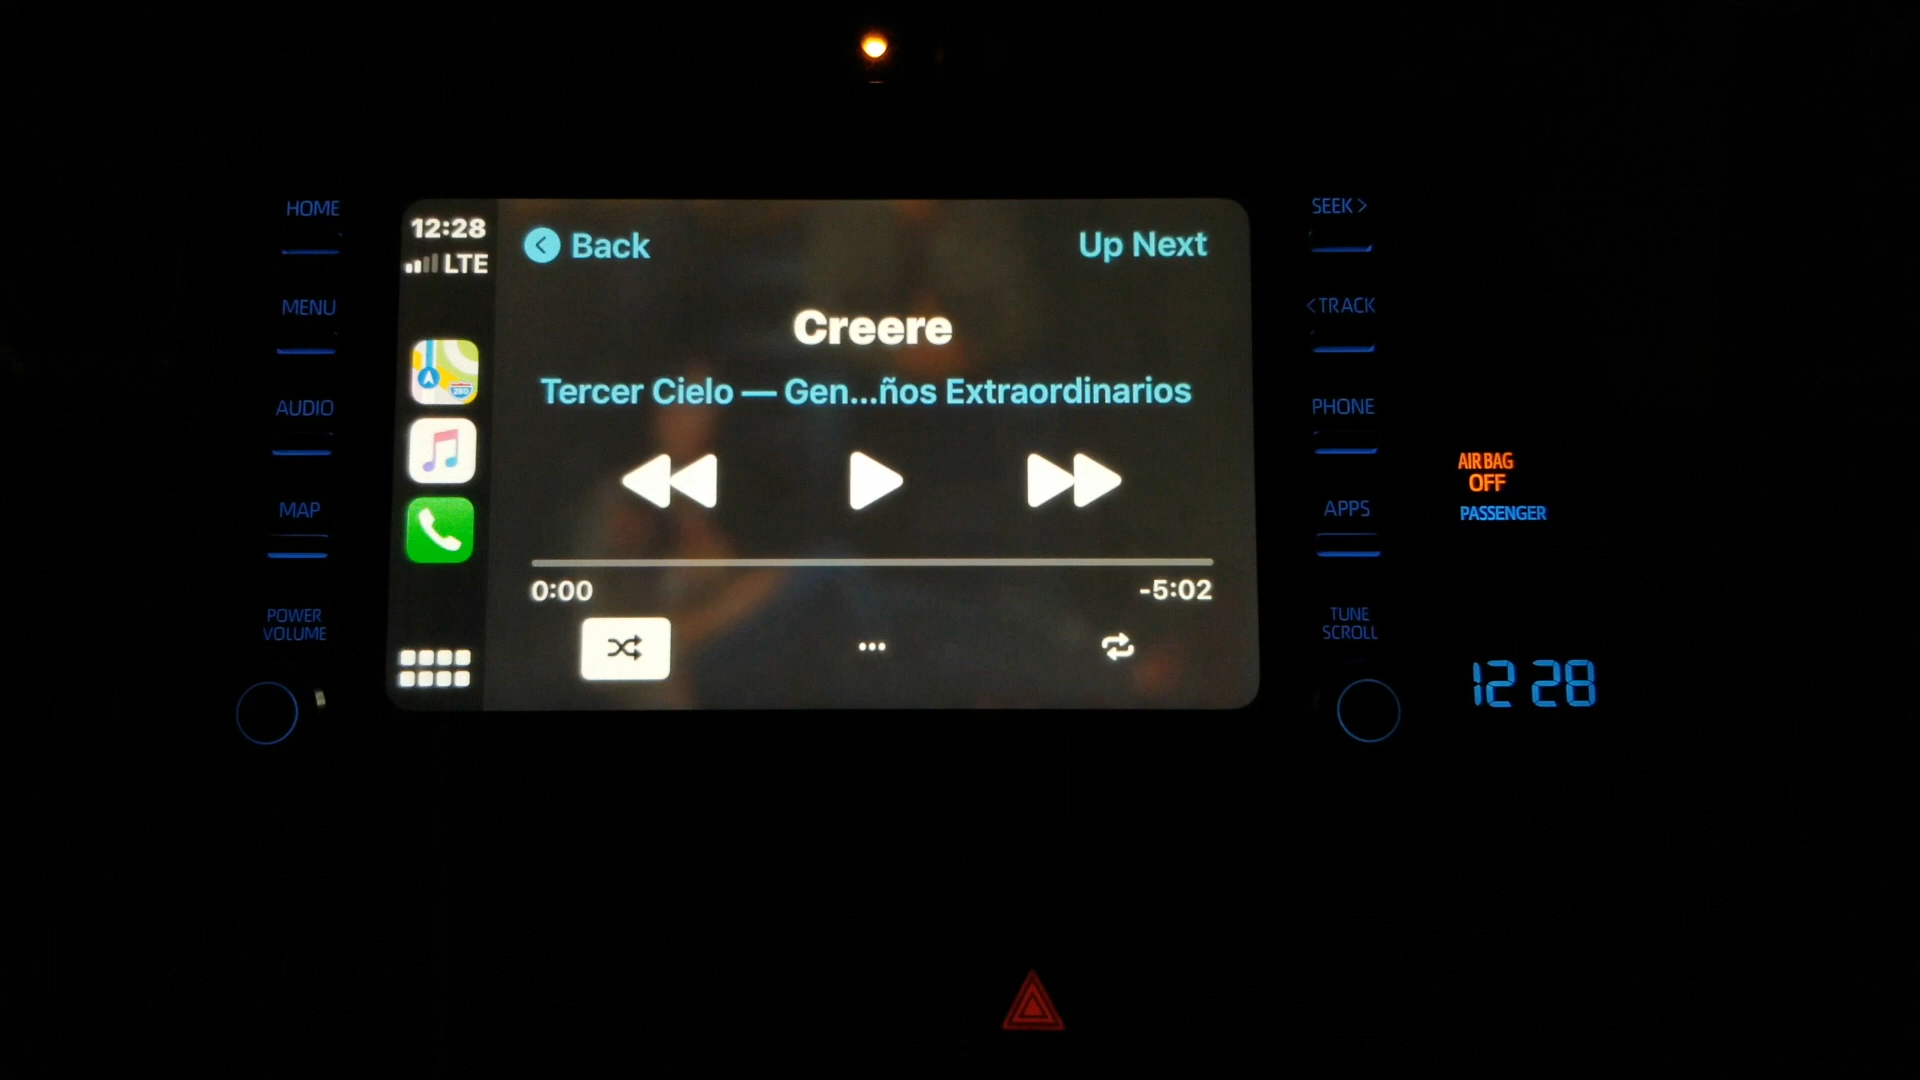 HOME
MENU
AUDIO
MAP
POWER
VOLUME
12:28
LTE
280
Back
Up Next
Creere
Tercer Cielo — Gen...ños Extraordinarios
0:00
-5:02
...
SEEK >
< TRACK
PHONE
APPS
TUNE
SCROLL
AIR BAG
OFF
PASSENGER
12 28